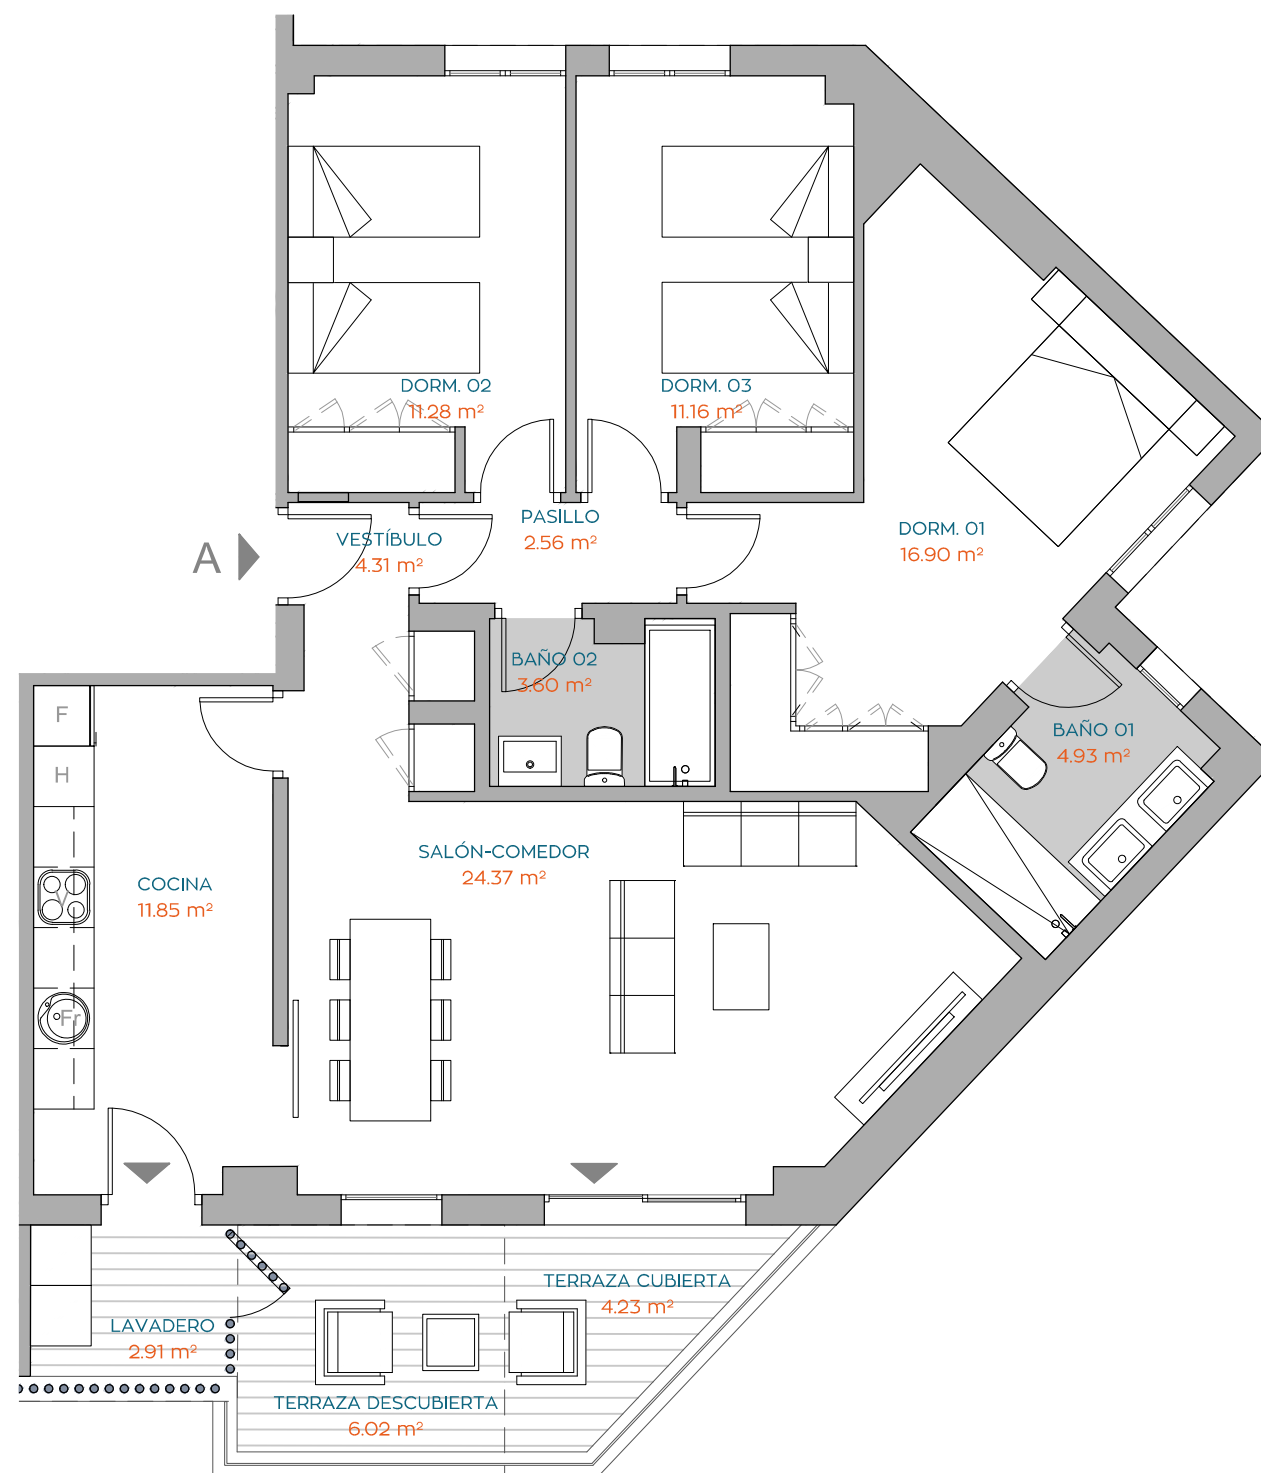 DORM. 02
11.28 m²
DORM. 03
11.16 m²
PASILLO
2.56 m²
VESTÍBULO
4.31 m²
A
DORM. 01
16.90 m²
BAÑO 02
3.60 m²
F
BAÑO 01
4.93 m²
H
SALÓN-COMEDOR
24.37 m²
COCINA
11.85 m²
V
Fr
TERRAZA CUBIERTA
4.23 m²
LAVADERO
2.91 m²
TERRAZA DESCUBIERTA
6.02 m²